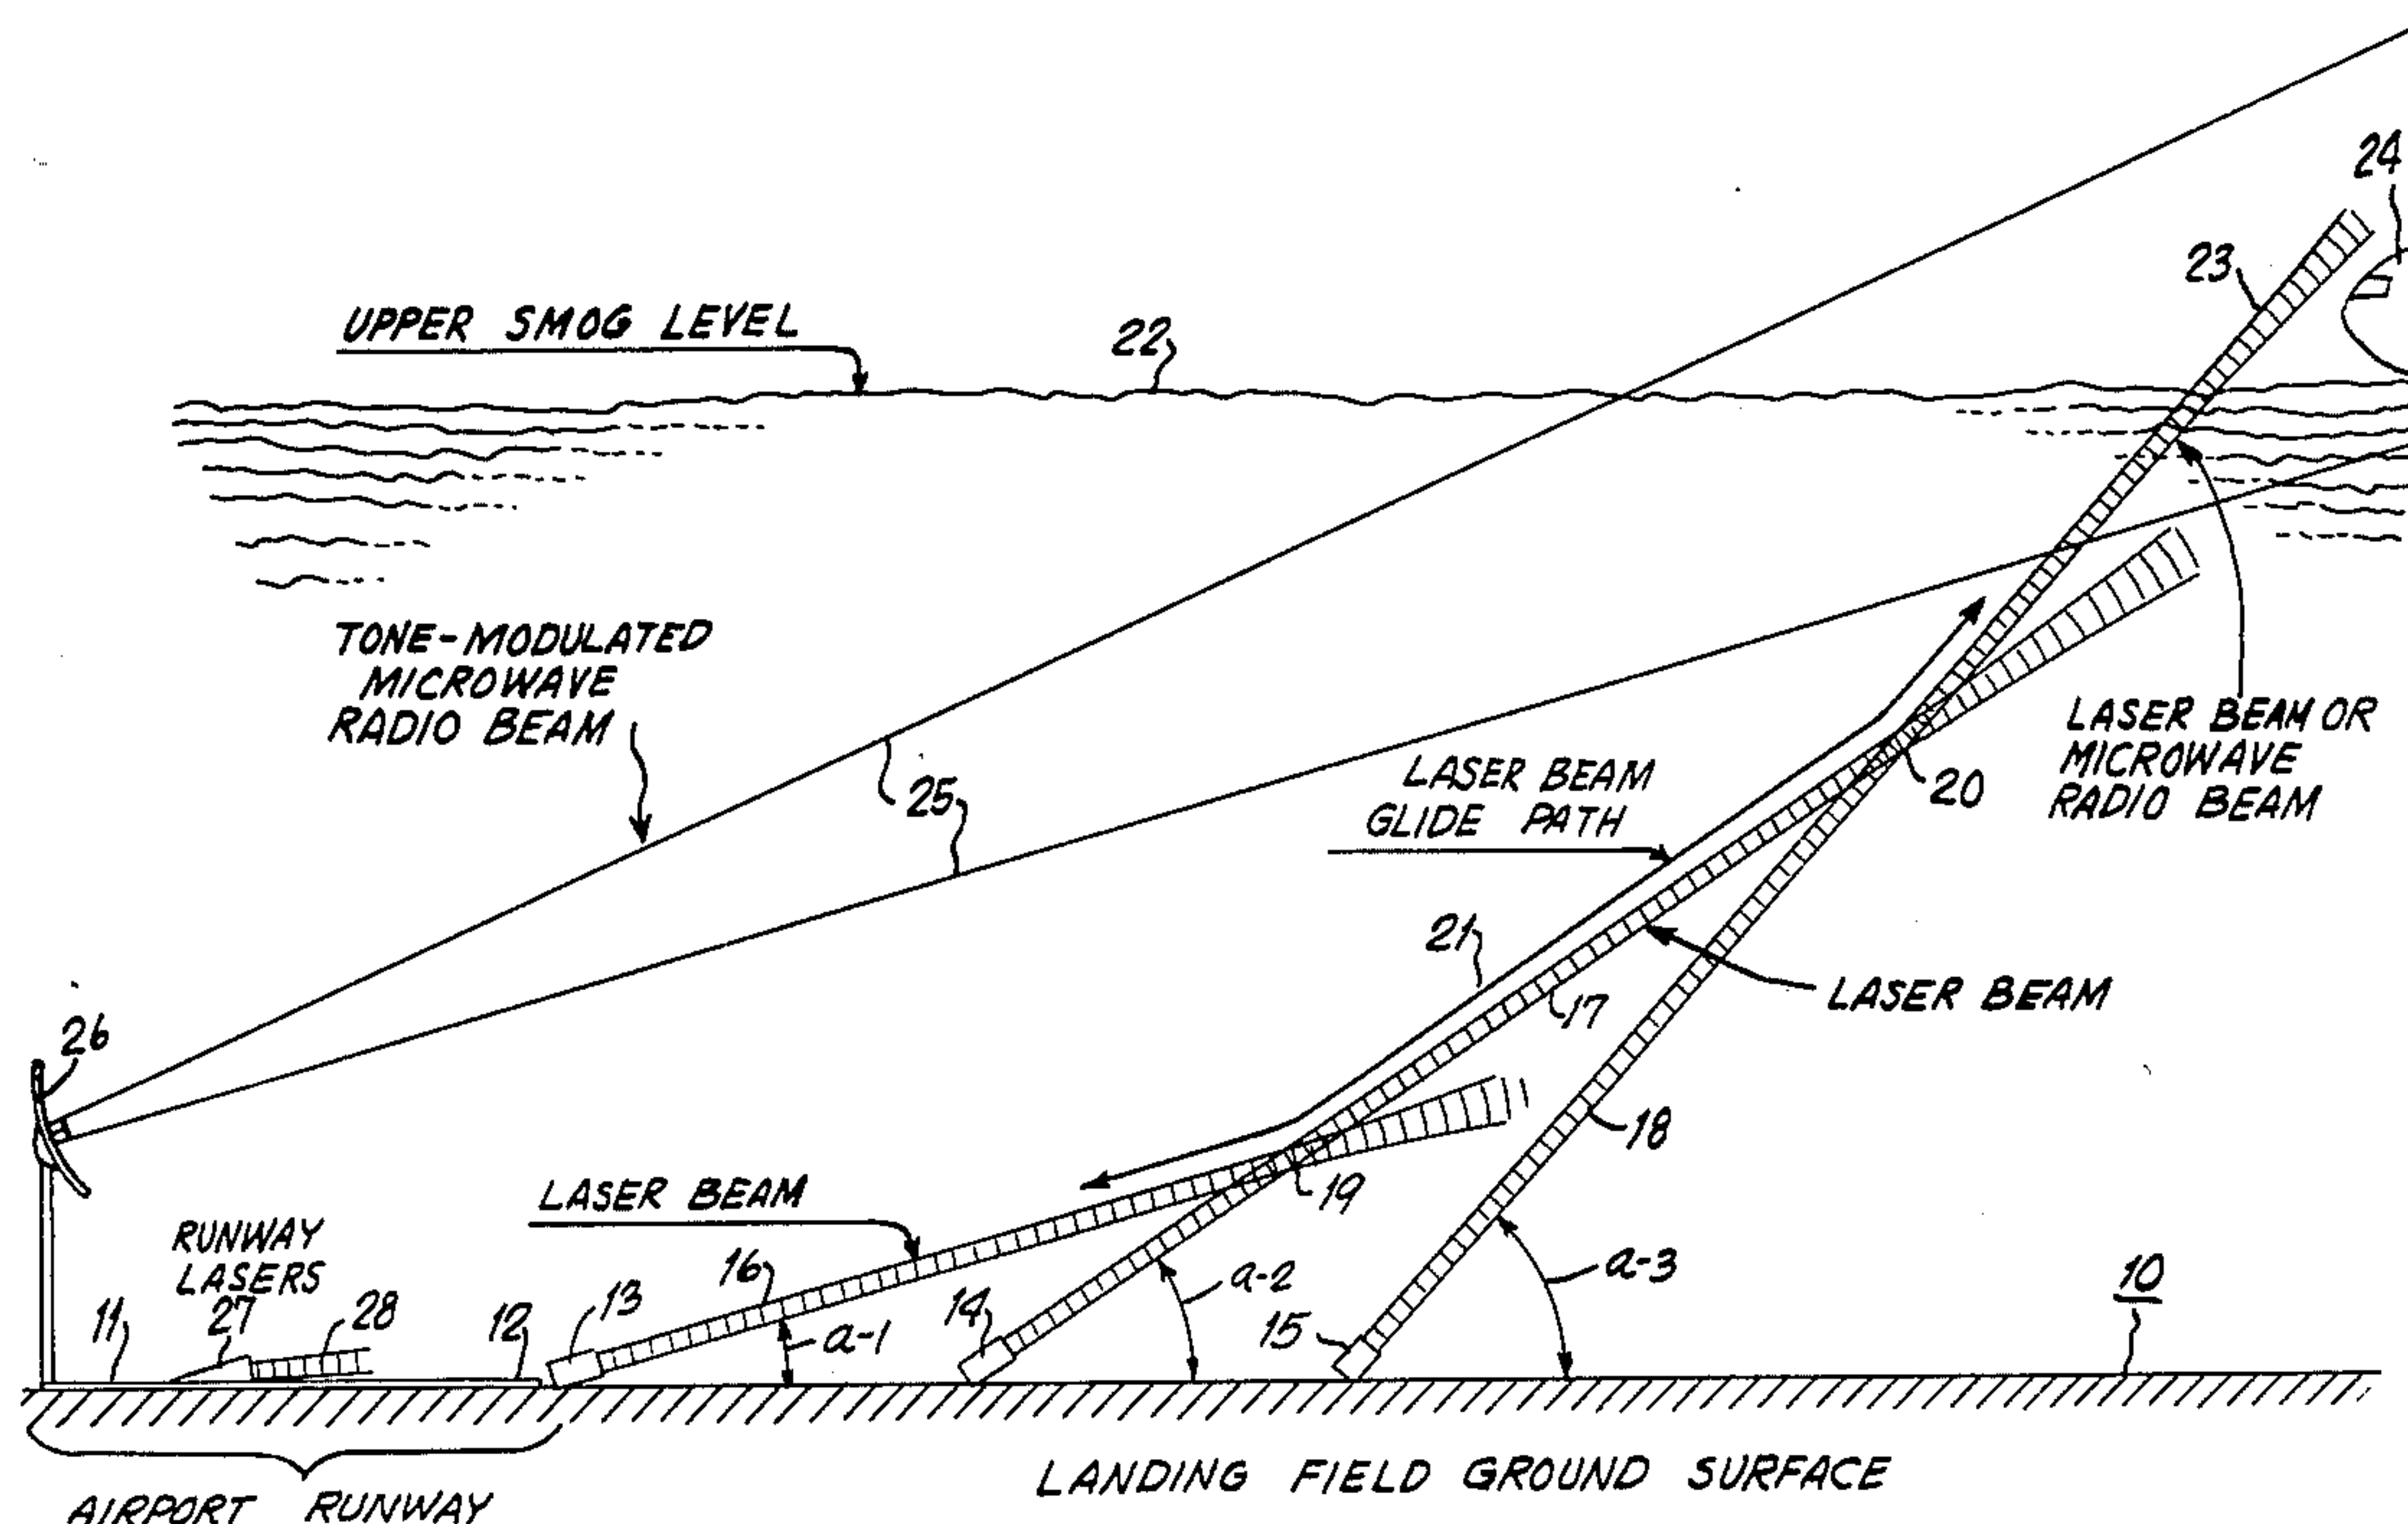 24
23
UPPER SMOG LEVEL
22
TONE-MODULATED
MICROWAVE
RADIO BEAM
25
LASER BEAM
GLIDE PATH
20
LASER BEAM OR
MICROWAVE
RADIO BEAM
21
17
LASER BEAM
26
18
19
LASER BEAM
RUNWAY
LASERS
16
a-2
a-3
10
11
27
28
12
13
a-1
14
15
LANDING FIELD GROUND SURFACE
AIRPORT RUNWAY